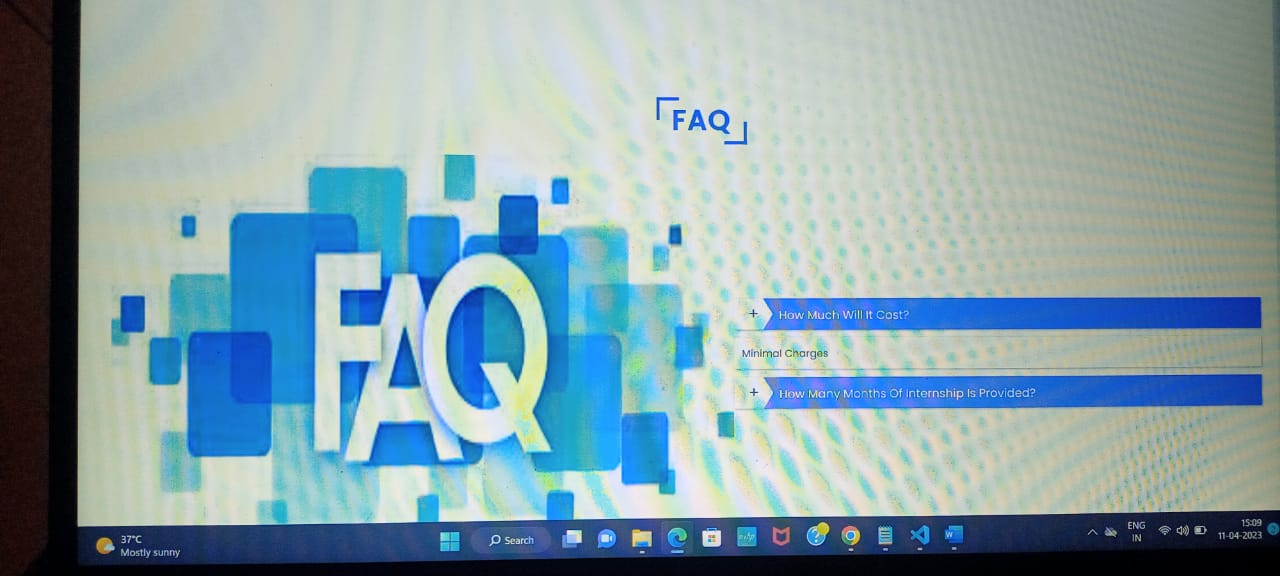 FAQ
FAQ
+ How Much Will It Cost?
Minimal Charges
+ How Many Months Of Internship Is Provided?
37°C
Mostly sunny
Search
ENG
IN
15:09
11-04-2023